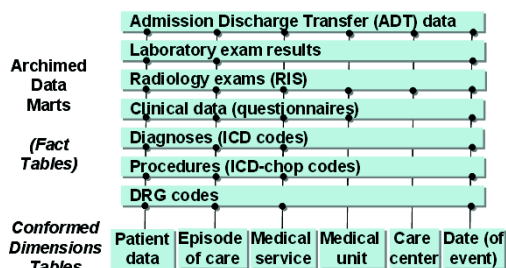 Admission Discharge Transfer (ADT) data
Laboratory exam results
Radiology exams (RIS)
Clinical data (questionnaires)
Diagnoses (ICD codes)
Procedures (ICD-chop codes)
DRG codes
Archimed
Data
Marts
(Fact
Tables)
Conformed
Dimensions
Tables
Patient
data
Episode
of care
Medical
service
Medical
unit
Care
center
Date (of
event)